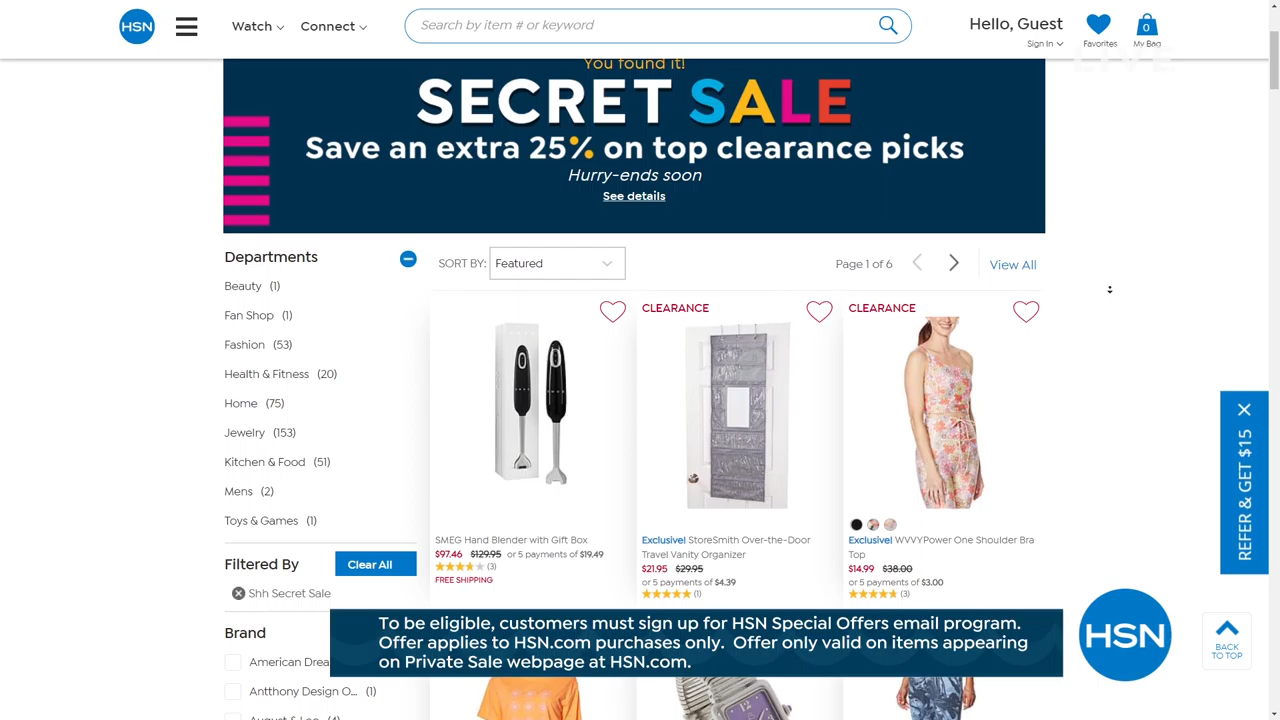 HSN
Watch
Connect
Search by item # or keyword
Hello, Guest
Sign In
Favorites
0
My Bag
LIVE
You found it!
SECRET SALE
Save an extra 25% on top clearance picks
Hurry-ends soon
See details
Departments
Beauty (1)
Fan Shop (1)
Fashion (53)
Health & Fitness (20)
Home (75)
Jewelry (153)
Kitchen & Food (51)
Mens (2)
Toys & Games (1)
Filtered By
Clear All
Shh Secret Sale
Brand
American Drea
Antthony Design O... (1)
August & Leo (4)
SORT BY: Featured
Page 1 of 6
View All
SMEG Hand Blender with Gift Box
$97.46 $129.95 or 5 payments of $19.49
(3)
FREE SHIPPING
CLEARANCE
Exclusive! StoreSmith Over-the-Door
Travel Vanity Organizer
$21.95 $29.95
or 5 payments of $4.39
(1)
CLEARANCE
Exclusive! WVVYPower One Shoulder Bra
Top
$14.99 $38.00
or 5 payments of $3.00
(3)
REFER & GET $15
To be eligible, customers must sign up for HSN Special Offers email program.
Offer applies to HSN.com purchases only. Offer only valid on items appearing
on Private Sale webpage at HSN.com.
HSN
BACK
TO TOP